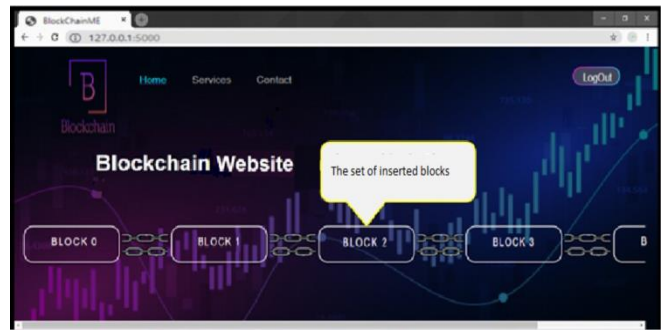 BlockChainME
127.0.0.1:5000
Home Services Contact
LogOut
B
Blockchain
Blockchain Website
The set of inserted blocks
BLOCK 0 BLOCK 1 BLOCK 2 BLOCK 3 B